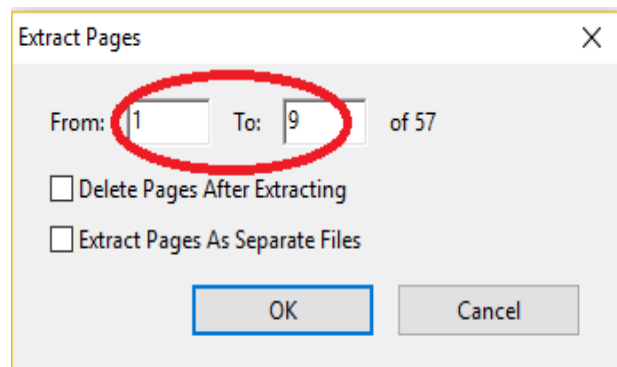 Extract Pages
From: 1 To: 9 of 57
Delete Pages After Extracting
Extract Pages As Separate Files
OK Cancel